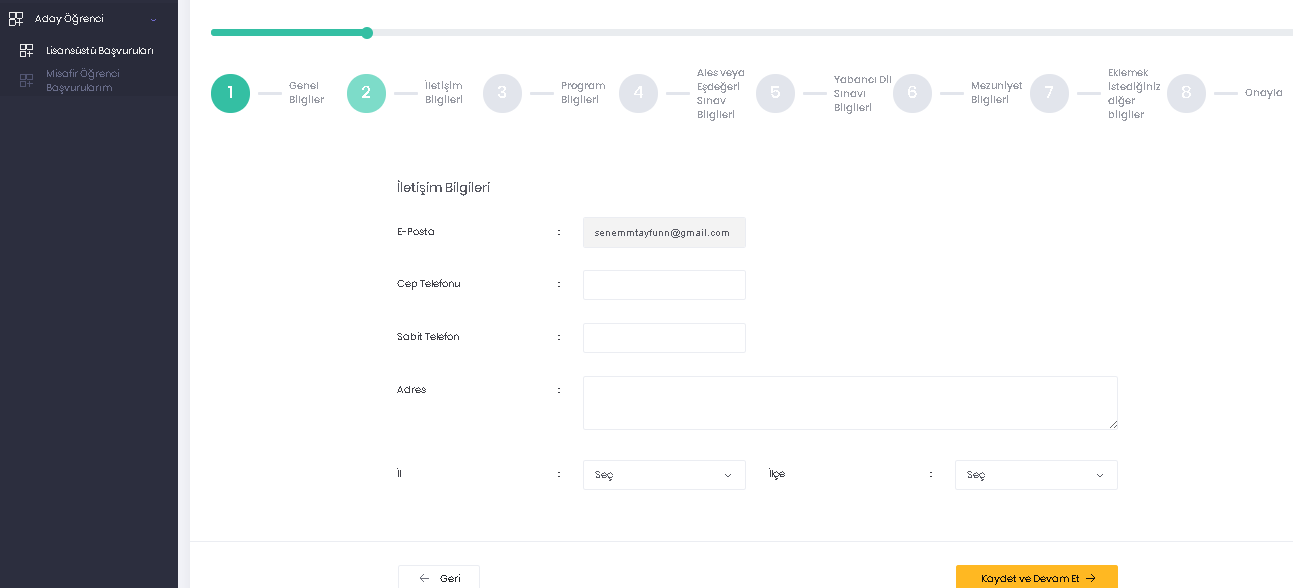 Aday Öğrenci
Lisansüstü Başvuruları
Misafir Öğrenci
Başvurularım
1
Genel
Bilgiler
2
İletişim
Bilgileri
3
Program
Bilgileri
4
Ales veya
Eşdeğeri
Sınav
Bilgileri
5
Yabancı Dil
Sınavı
Bilgileri
6
Mezuniyet
Bilgileri
7
Eklemek
istediğiniz
diğer
bilgiler
8
Onayla
İletişim Bilgileri
E-Posta : senemmtayfunn@gmail.com
Cep Telefonu :
Sabit Telefon :
Adres :
İl : Seç İlçe : Seç
← Geri Kaydet ve Devam Et →